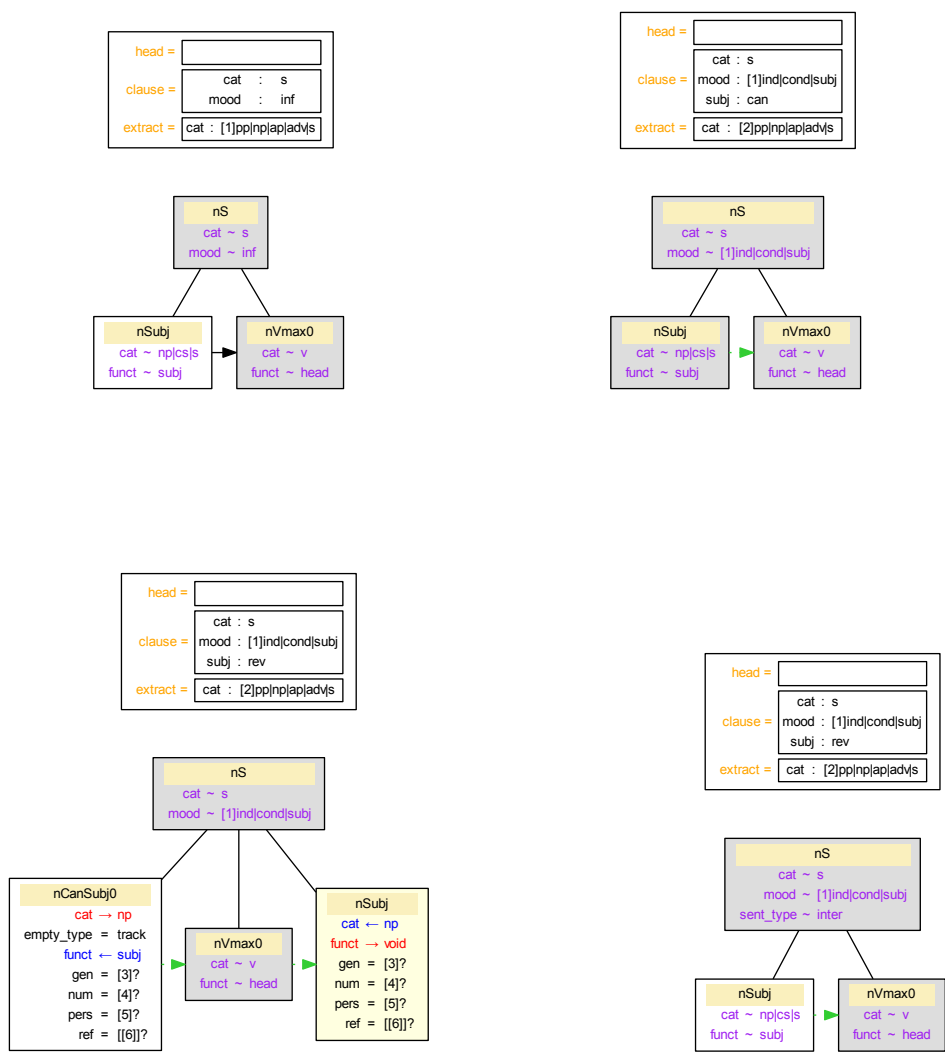 head =
clause =
cat : s
mood : inf
extract =
cat : [1]pp|np|ap|adv|s
nS
cat ~ s
mood ~ inf
nSubj
cat ~ np|cs|s
funct ~ subj
nVmax0
cat ~ v
funct ~ head
head =
clause =
cat : s
mood : [1]ind|cond|subj
subj : can
extract =
cat : [2]pp|np|ap|adv|s
nS
cat ~ s
mood ~ [1]ind|cond|subj
nSubj
cat ~ np|cs|s
funct ~ subj
nVmax0
cat ~ v
funct ~ head
head =
clause =
cat : s
mood : [1]ind|cond|subj
subj : rev
extract =
cat : [2]pp|np|ap|adv|s
nS
cat ~ s
mood ~ [1]ind|cond|subj
nCanSubj0
cat → np
empty_type = track
funct ← subj
gen = [3]?
num = [4]?
pers = [5]?
ref = [[6]]?
nVmax0
cat ~ v
funct ~ head
nSubj
cat ← np
funct → void
gen = [3]?
num = [4]?
pers = [5]?
ref = [[6]]?
head =
clause =
cat : s
mood : [1]ind|cond|subj
subj : rev
extract =
cat : [2]pp|np|ap|adv|s
nS
cat ~ s
mood ~ [1]ind|cond|subj
sent_type ~ inter
nSubj
cat ~ np|cs|s
funct ~ subj
nVmax0
cat ~ v
funct ~ head